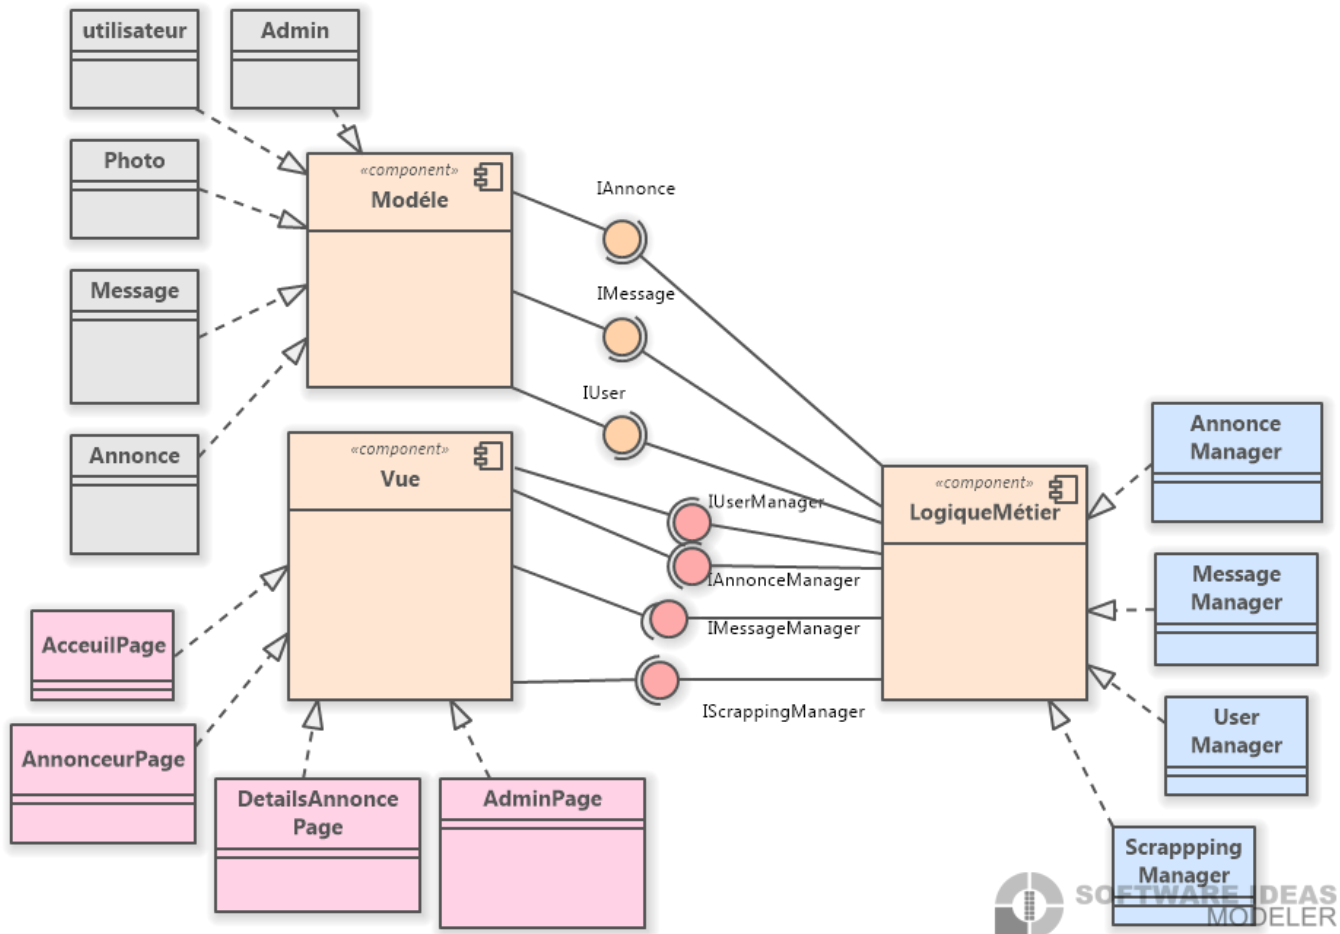 utilisateur
Admin
Photo
Message
Annonce
«component»
Modéle
IAnnonce
IMessage
IUser
«component»
Vue
IUserManager
IAnnonceManager
IMessageManager
IScrappingManager
«component»
LogiqueMétier
Annonce
Manager
Message
Manager
User
Manager
Scrappping
Manager
AcceuilPage
AnnonceurPage
DetailsAnnonce
Page
AdminPage
SOFTWARE IDEAS
MODELER